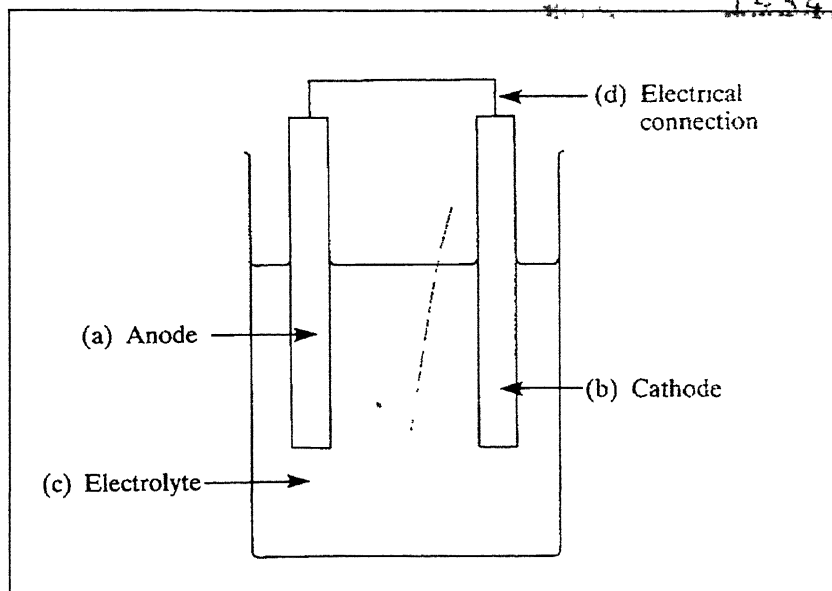 (d) Electrical
connection
(a) Anode
(b) Cathode
(c) Electrolyte